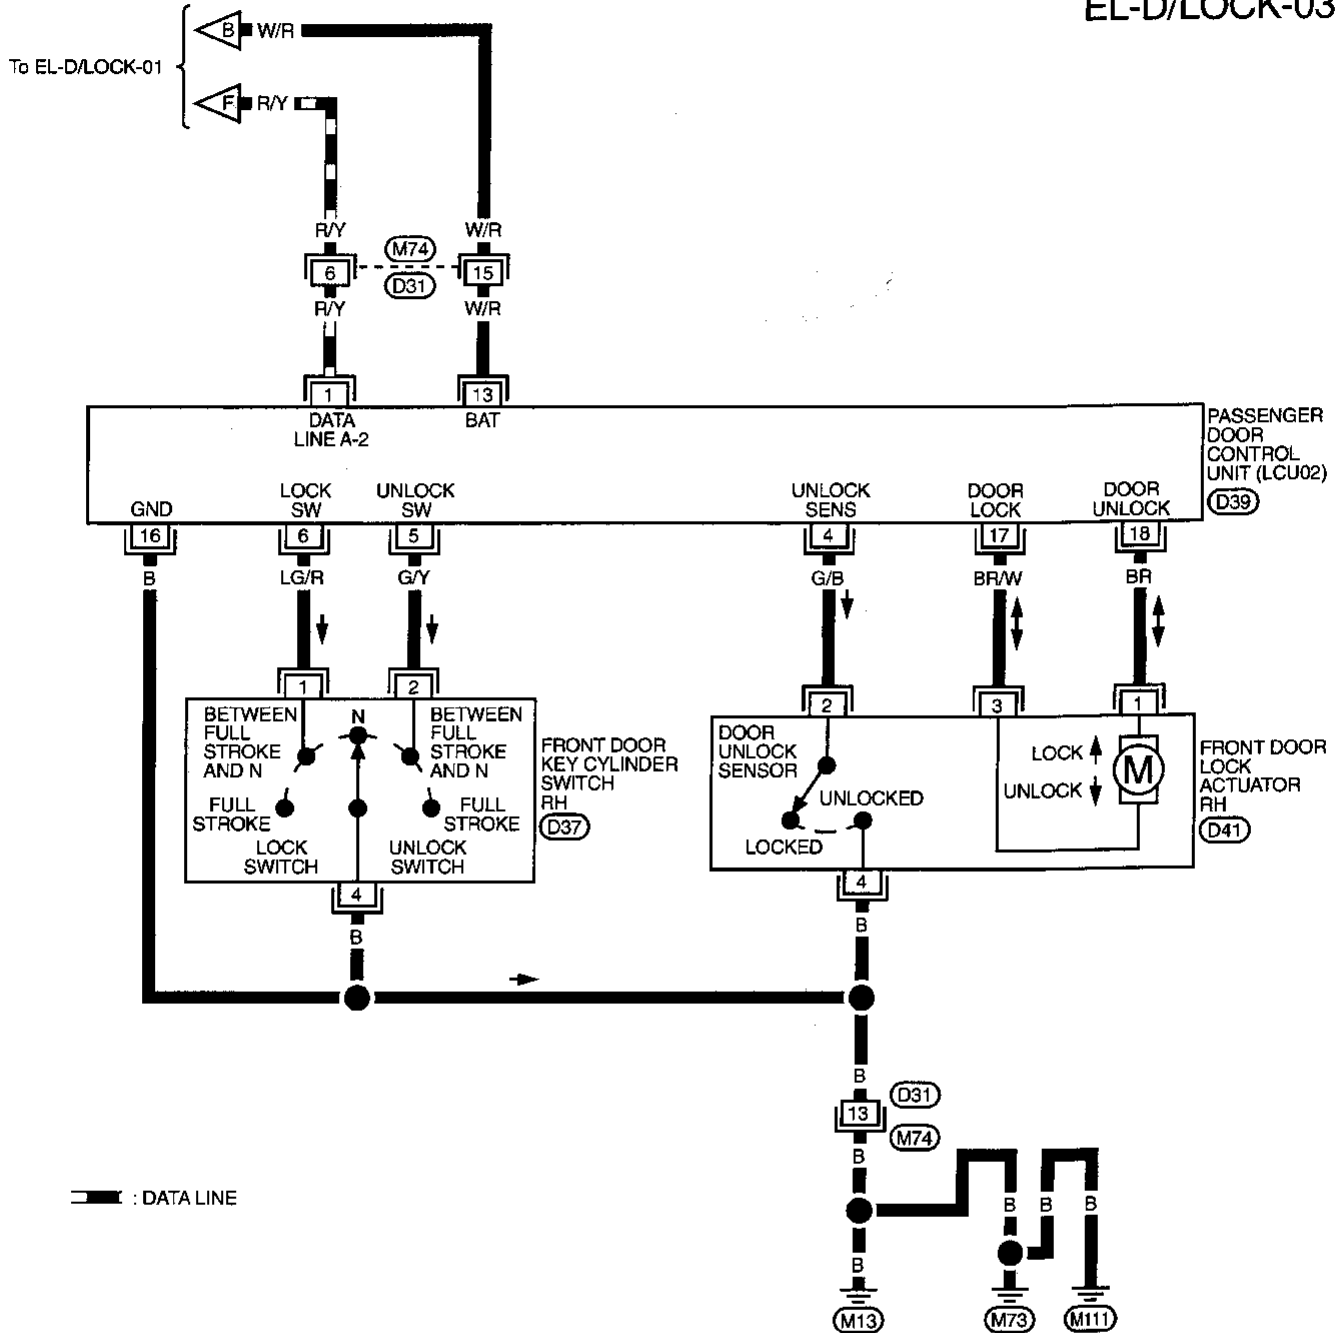 EL-D/LOCK-03
B W/R
To EL-D/LOCK-01
F R/Y
R/Y W/R
M74
6 15
D31
R/Y W/R
1 13
DATA
LINE A-2
BAT
PASSENGER
DOOR
CONTROL
UNIT (LCU02)
D39
GND
LOCK
SW
UNLOCK
SW
UNLOCK
SENS
DOOR
LOCK
DOOR
UNLOCK
16 6 5 4 17 18
B LG/R G/Y G/B BR/W BR
1 2 2 3 1
BETWEEN
FULL
STROKE
AND N
N
BETWEEN
FULL
STROKE
AND N
FULL
STROKE
FULL
STROKE
LOCK
SWITCH
UNLOCK
SWITCH
FRONT DOOR
KEY CYLINDER
SWITCH
RH
D37
DOOR
UNLOCK
SENSOR
UNLOCKED
LOCKED
LOCK
UNLOCK
M
FRONT DOOR
LOCK
ACTUATOR
RH
D41
4 4
B B
B
13
D31
M74
B
: DATA LINE
B B B
B
M13 M73 M111